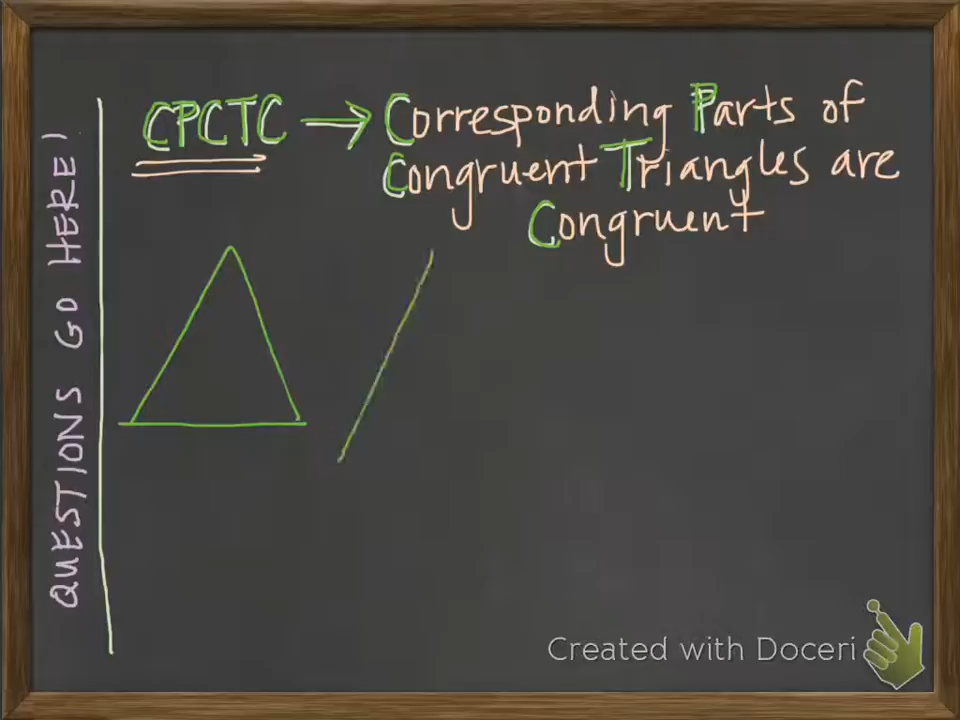 CPCTC → Corresponding Parts of
Congruent Triangles are
Congruent
QUESTIONS GO HERE!
Created with Doceri